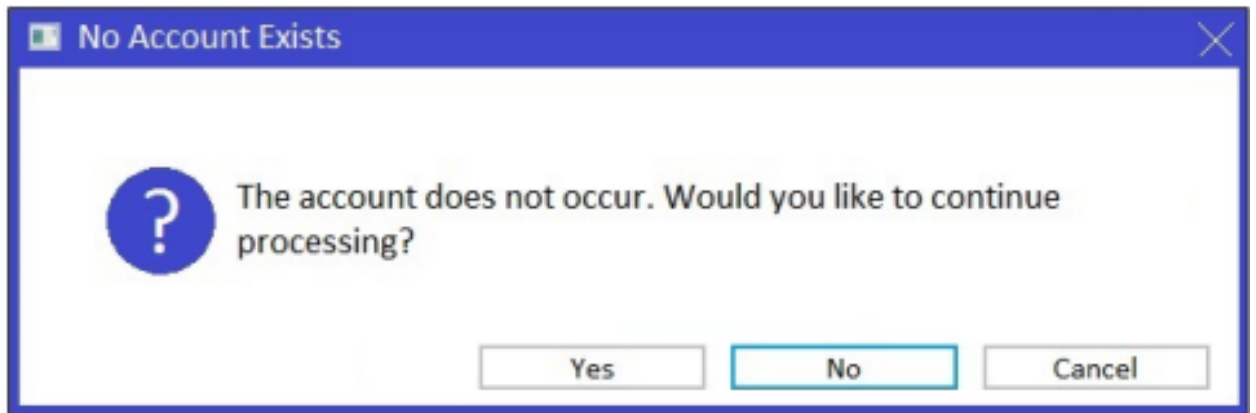 No Account Exists
The account does not occur. Would you like to continue
processing?
Yes No Cancel